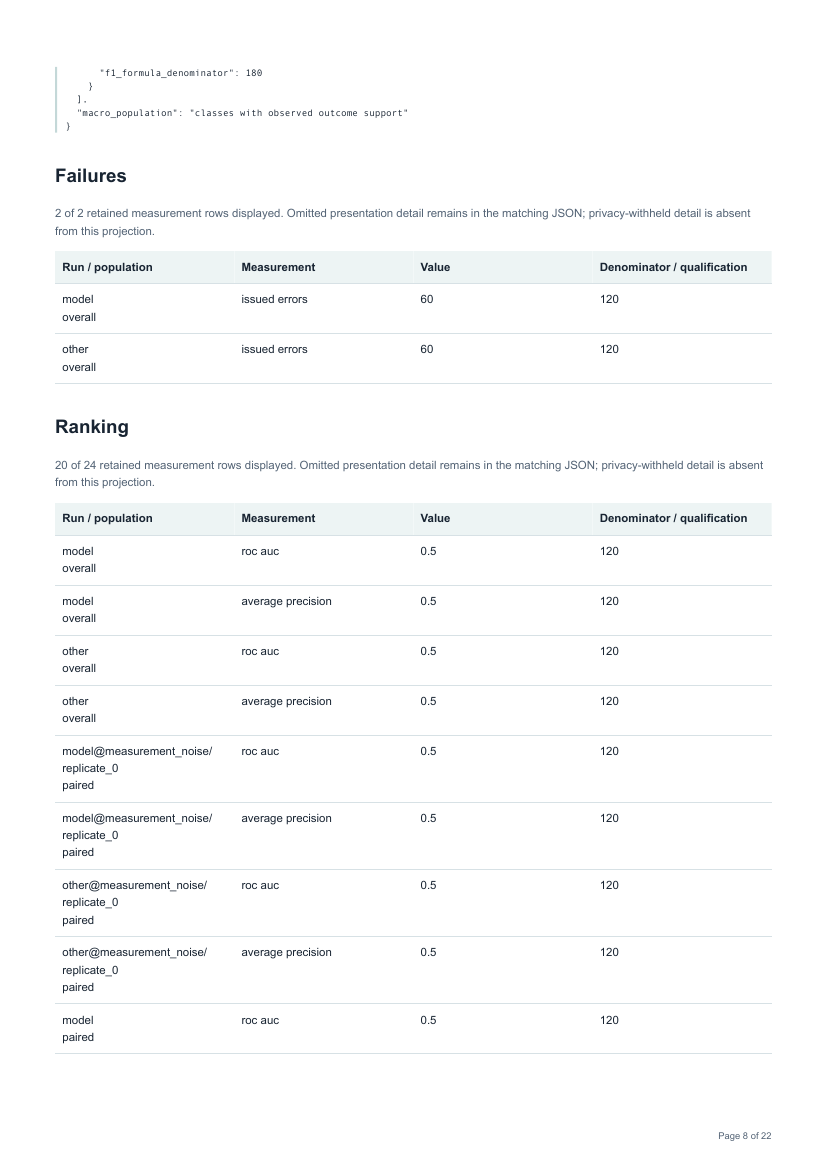 "f1_formula_denominator": 180
}
],
"macro_population": "classes with observed outcome support"
}
Failures
2 of 2 retained measurement rows displayed. Omitted presentation detail remains in the matching JSON; privacy-withheld detail is absent
from this projection.
Run / population Measurement Value Denominator / qualification
model issued errors 60 120
overall
other issued errors 60 120
overall
Ranking
20 of 24 retained measurement rows displayed. Omitted presentation detail remains in the matching JSON; privacy-withheld detail is absent
from this projection.
Run / population Measurement Value Denominator / qualification
model roc auc 0.5 120
overall
model average precision 0.5 120
overall
other roc auc 0.5 120
overall
other average precision 0.5 120
overall
model@measurement_noise/ roc auc 0.5 120
replicate_0
paired
model@measurement_noise/ average precision 0.5 120
replicate_0
paired
other@measurement_noise/ roc auc 0.5 120
replicate_0
paired
other@measurement_noise/ average precision 0.5 120
replicate_0
paired
model roc auc 0.5 120
paired
Page 8 of 22